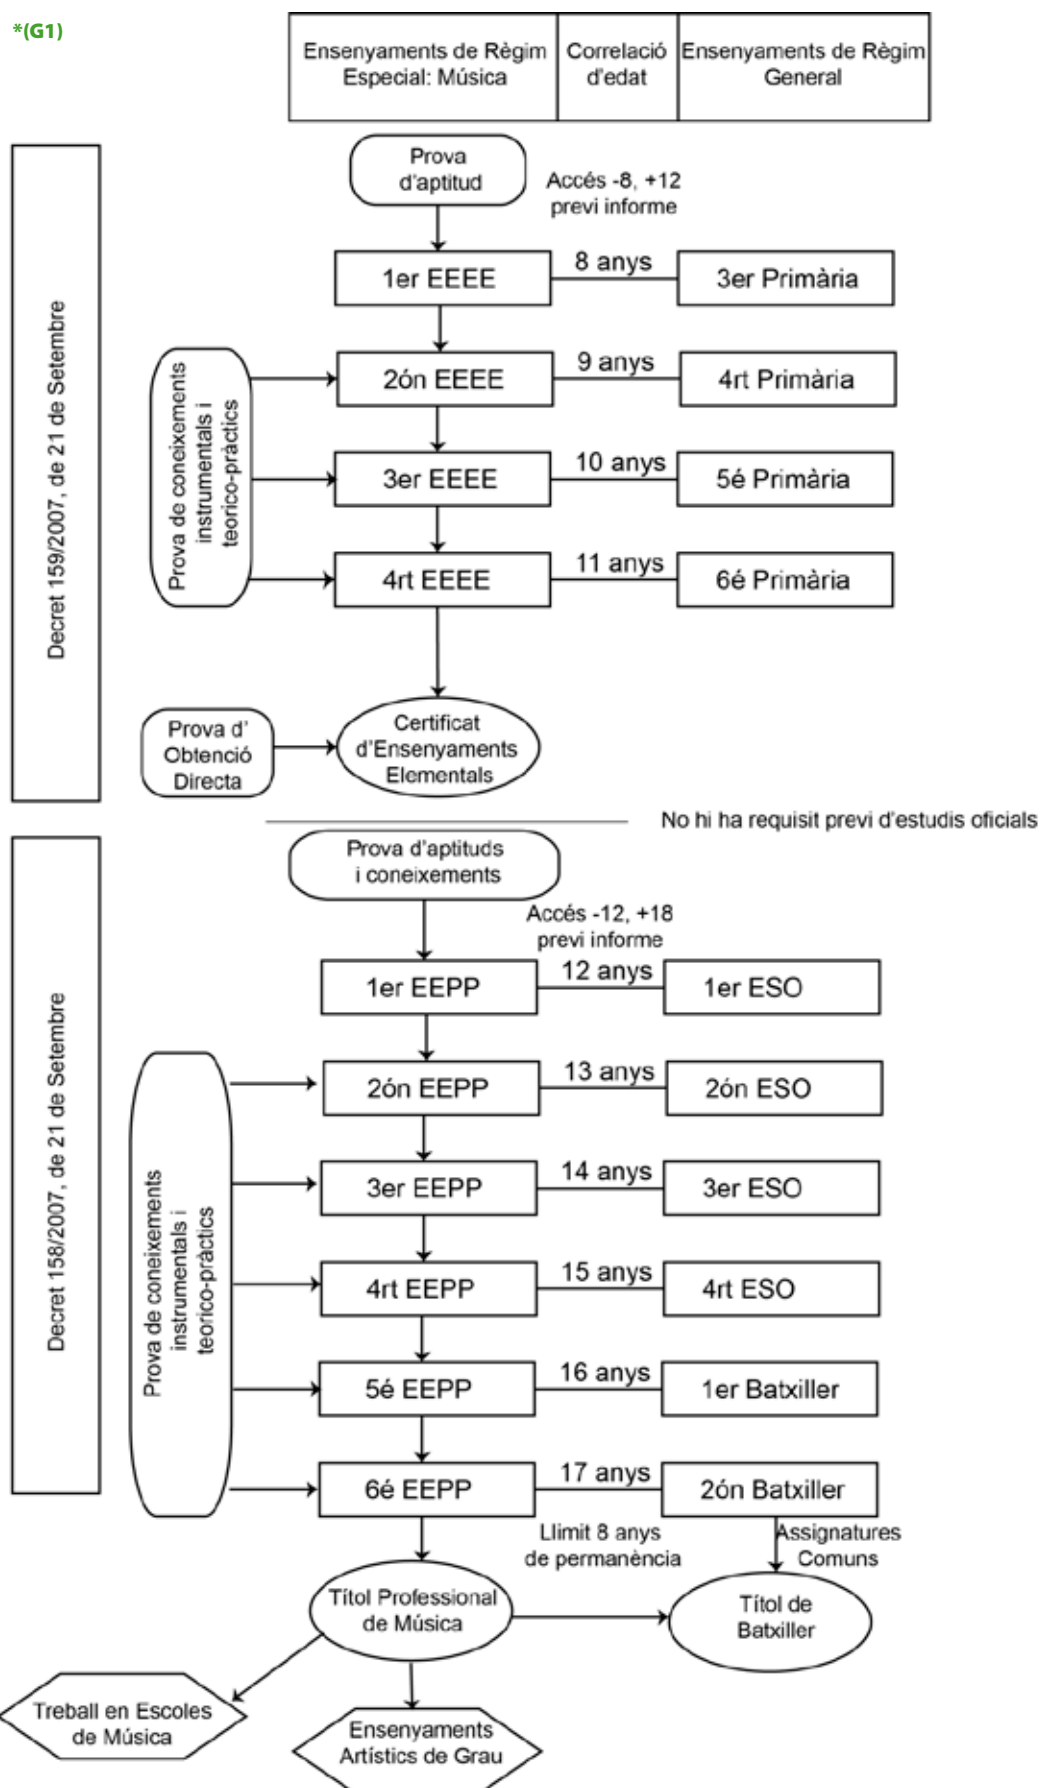 *(G1)
Ensenyaments de Règim
Especial: Música
Correlació
d'edat
Ensenyaments de Règim
General
Decret 159/2007, de 21 de Setembre
Prova
d'aptitud
Accés -8, +12
previ informe
1er EEEE
8 anys
3er Primària
Prova de coneixements
instrumentals i
teorico-pràctics
2ón EEEE
9 anys
4rt Primària
3er EEEE
10 anys
5é Primària
4rt EEEE
11 anys
6é Primària
Prova d'
Obtenció
Directa
Certificat
d'Ensenyaments
Elementals
No hi ha requisit previ d'estudis oficials
Decret 158/2007, de 21 de Setembre
Prova d'aptituds
i coneixements
Accés -12, +18
previ informe
1er EEPP
12 anys
1er ESO
Prova de coneixements
instrumentals i
teorico-pràctics
2ón EEPP
13 anys
2ón ESO
3er EEPP
14 anys
3er ESO
4rt EEPP
15 anys
4rt ESO
5é EEPP
16 anys
1er Batxiller
6é EEPP
17 anys
2ón Batxiller
Llimit 8 anys
de permanència
Assignatures
Comuns
Títol Professional
de Música
Títol de
Batxiller
Treball en Escoles
de Música
Ensenyaments
Artístics de Grau